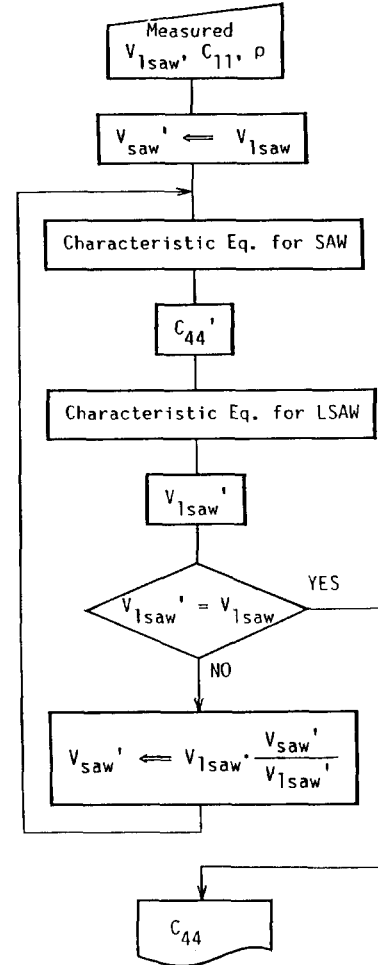 Measured
V1saw, C11, ρ
Vsaw' ⇐ V1saw
Characteristic Eq. for SAW
C44'
Characteristic Eq. for LSAW
V1saw'
V1saw' = V1saw
YES
NO
Vsaw' ⇐ V1saw · Vsaw' / V1saw'
C44